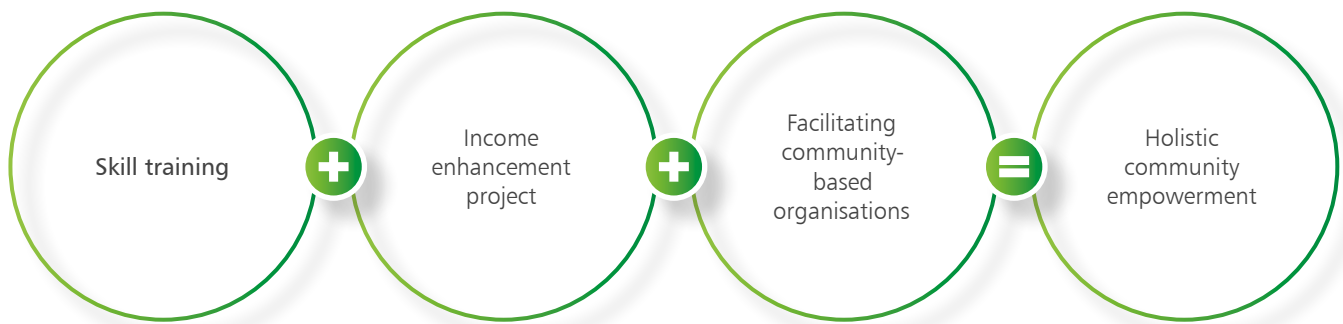 Skill training
+
Income
enhancement
project
+
Facilitating
community-
based
organisations
=
Holistic
community
empowerment